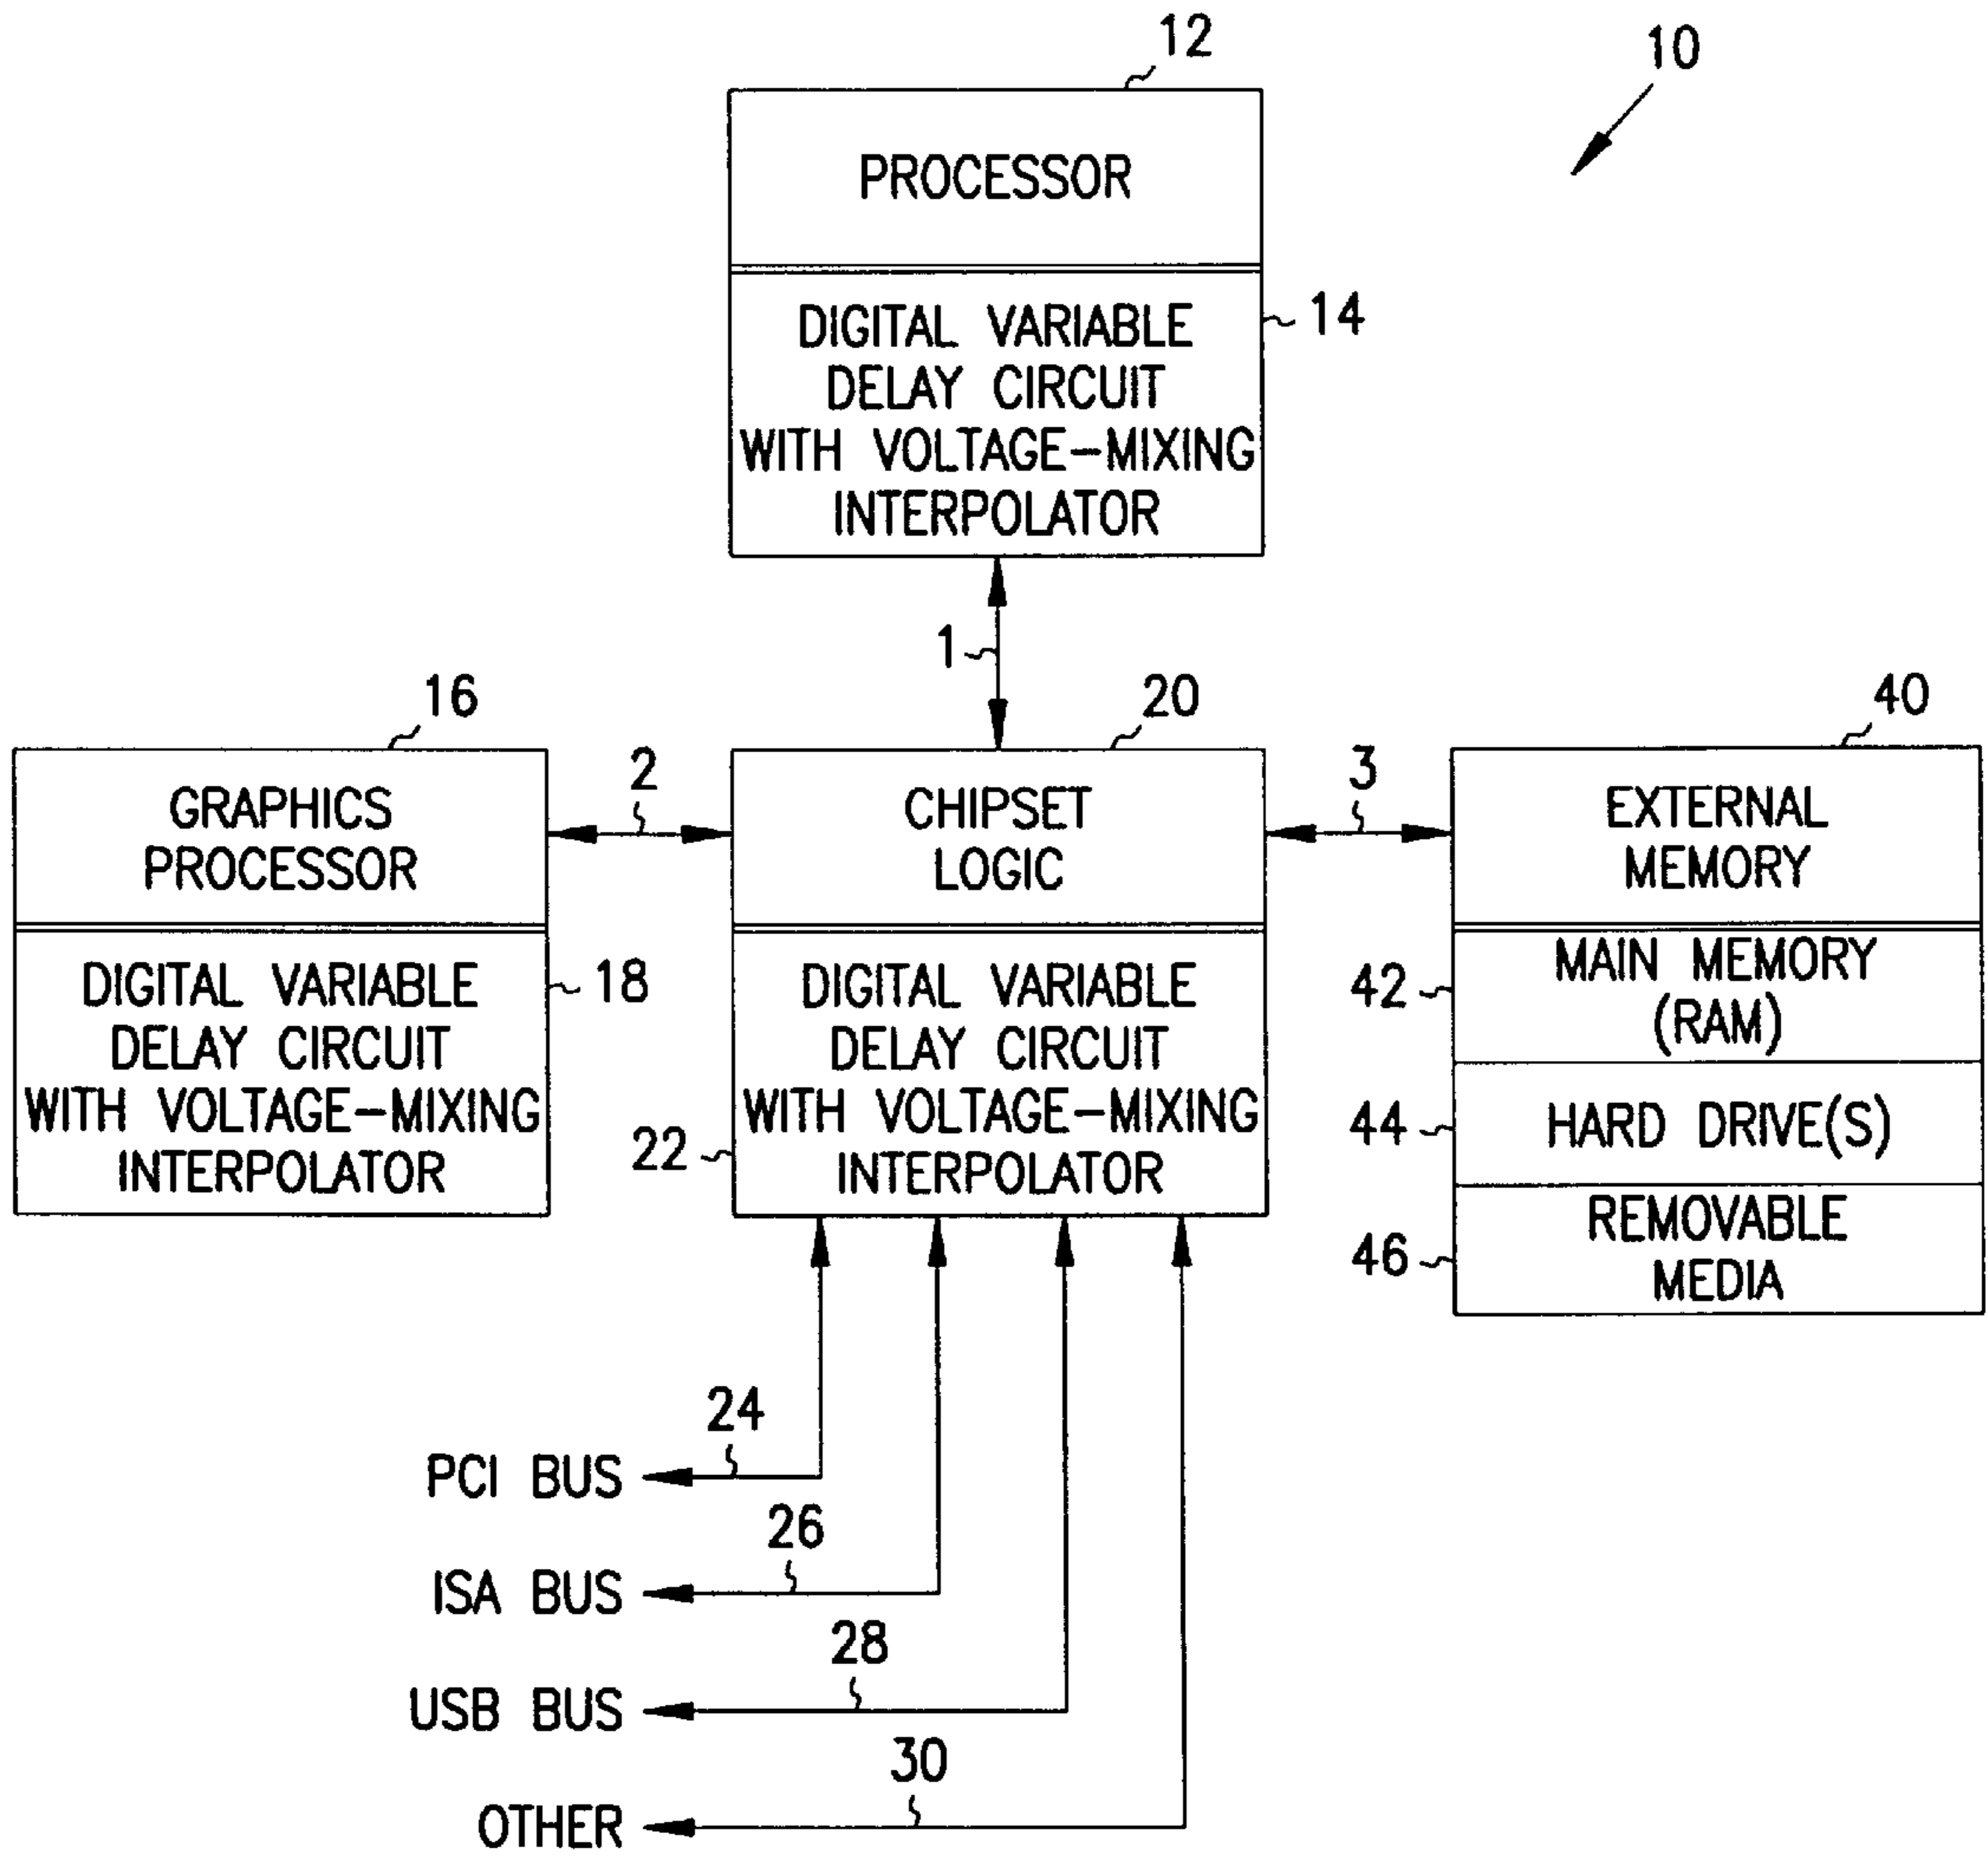 12
10
PROCESSOR
DIGITAL VARIABLE
DELAY CIRCUIT
WITH VOLTAGE-MIXING
INTERPOLATOR
14
1
16
20
40
2
3
GRAPHICS
PROCESSOR
CHIPSET
LOGIC
EXTERNAL
MEMORY
DIGITAL VARIABLE
DELAY CIRCUIT
WITH VOLTAGE-MIXING
INTERPOLATOR
18
DIGITAL VARIABLE
DELAY CIRCUIT
WITH VOLTAGE-MIXING
INTERPOLATOR
22
42
MAIN MEMORY
(RAM)
44
HARD DRIVE(S)
46
REMOVABLE
MEDIA
24
PCI BUS
26
ISA BUS
28
USB BUS
30
OTHER